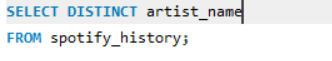 SELECT DISTINCT artist_name
FROM spotify_history;